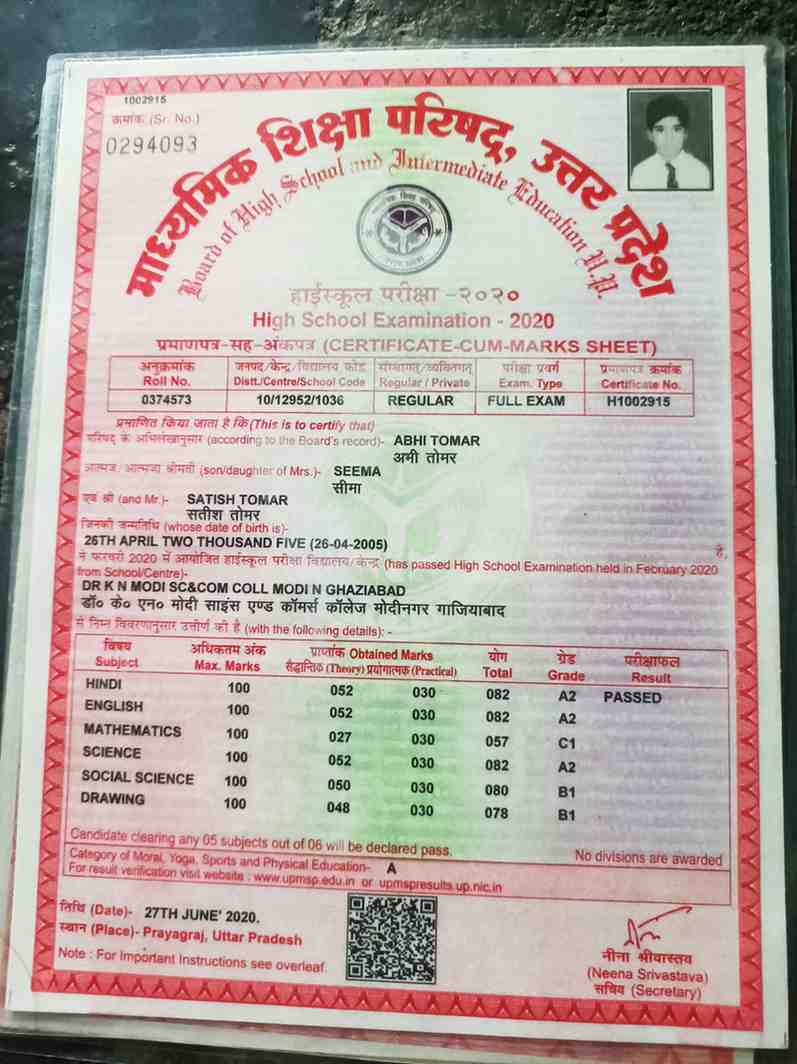 1002915
क्रमांक (Sr. No.)
0294093
माध्यमिक शिक्षा परिषद्, उत्तर प्रदेश
Board of High School and Intermediate Education U.P.
हाईस्कूल परीक्षा -२०२०
High School Examination - 2020
प्रमाणपत्र-सह-अंकपत्र (CERTIFICATE-CUM-MARKS SHEET)
अनुक्रमांक जनपद/केन्द्र/विद्यालय कोड संस्थागत/व्यक्तिगत परीक्षा प्रवर्ग प्रमाणपत्र क्रमांक
Roll No. Distt./Centre/School Code Regular / Private Exam. Type Certificate No.
0374573 10/12952/1036 REGULAR FULL EXAM H1002915
प्रमाणित किया जाता है कि(This is to certify that)
परिषद के अभिलेखानुसार (according to the Board's record)- ABHI TOMAR
अभी तोमर
आत्मज/आत्मजा श्रीमती (son/daughter of Mrs.)- SEEMA
सीमा
एवं श्री (and Mr.)- SATISH TOMAR
सतीश तोमर
जिनकी जन्मतिथि (whose date of birth is)-
26TH APRIL TWO THOUSAND FIVE (26-04-2005) है,
ने फरवरी 2020 में आयोजित हाईस्कूल परीक्षा विद्यालय/केन्द्र (has passed High School Examination held in February 2020
from School/Centre)-
DR K N MODI SC&COM COLL MODI N GHAZIABAD
डॉ० के० एन० मोदी साइंस एण्ड कॉमर्स कॉलेज मोदीनगर गाजियाबाद
से निम्न विवरणानुसार उत्तीर्ण की है (with the following details): -
विषय अधिकतम अंक प्राप्तांक Obtained Marks योग ग्रेड परीक्षाफल
Subject Max. Marks सैद्धान्तिक (Theory) प्रयोगात्मक (Practical) Total Grade Result
HINDI 100 052 030 082 A2 PASSED
ENGLISH 100 052 030 082 A2
MATHEMATICS 100 027 030 057 C1
SCIENCE 100 052 030 082 A2
SOCIAL SCIENCE 100 050 030 080 B1
DRAWING 100 048 030 078 B1
Candidate clearing any 05 subjects out of 06 will be declared pass. No divisions are awarded
Category of Moral, Yoga, Sports and Physical Education- A
For result verification visit website : www.upmsp.edu.in or upmspresults.up.nic.in
तिथि (Date)- 27TH JUNE' 2020.
स्थान (Place)- Prayagraj, Uttar Pradesh
Note : For Important Instructions see overleaf.
नीना श्रीवास्तव
(Neena Srivastava)
सचिव (Secretary)